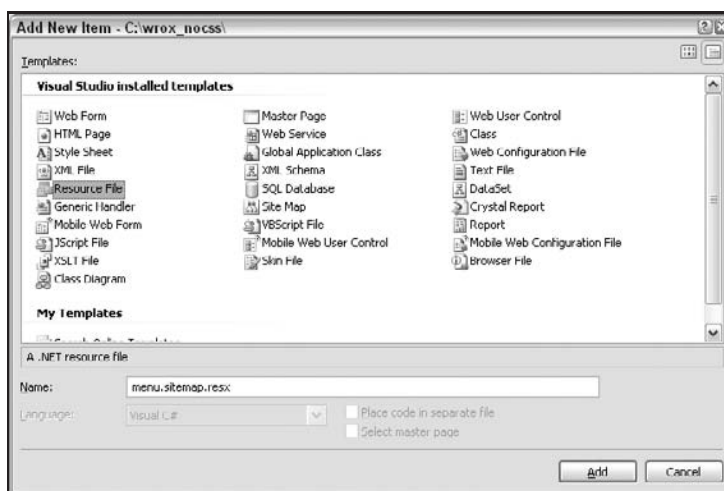 Add New Item - C:\wrox_nocss\
Templates:
Visual Studio installed templates
Web Form
Master Page
Web User Control
HTML Page
Web Service
Class
Style Sheet
Global Application Class
Web Configuration File
XML File
XML Schema
Text File
Resource File
SQL Database
DataSet
Generic Handler
Site Map
Crystal Report
Mobile Web Form
VBScript File
Report
JScript File
Mobile Web User Control
Mobile Web Configuration File
XSLT File
Skin File
Browser File
Class Diagram
My Templates
A .NET resource file
Name:
menu.sitemap.resx
Language:
Visual C#
Place code in separate file
Select master page
Add
Cancel